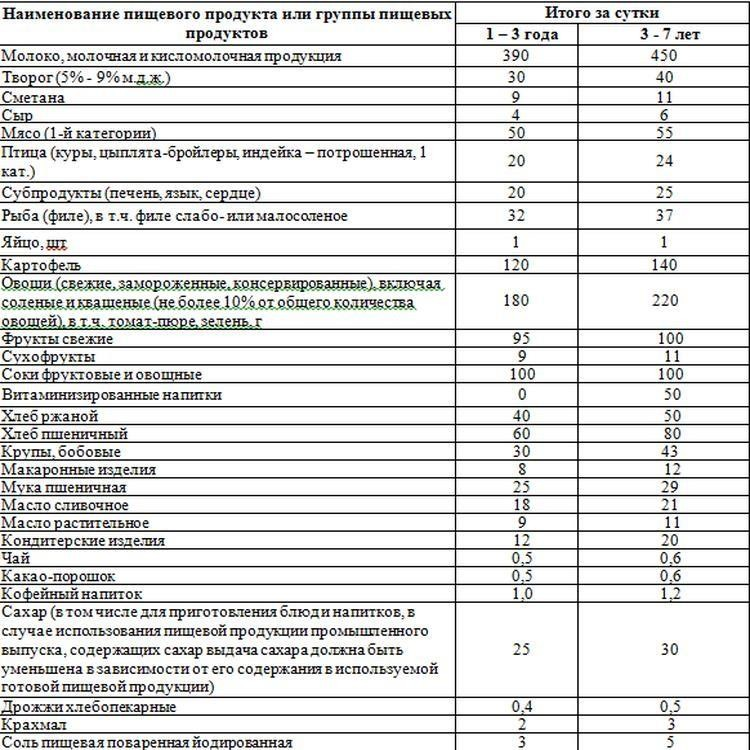 Наименование пищевого продукта или группы пищевых
продуктов
Итого за сутки
1 – 3 года
3 - 7 лет
Молоко, молочная и кисломолочная продукция 390 450
Творог (5% - 9% м.д.ж.) 30 40
Сметана 9 11
Сыр 4 6
Мясо (1-й категории) 50 55
Птица (куры, цыплята-бройлеры, индейка – потрошенная, 1
кат.) 20 24
Субпродукты (печень, язык, сердце) 20 25
Рыба (филе), в т.ч. филе слабо- или малосоленое 32 37
Яйцо, шт 1 1
Картофель 120 140
Овощи (свежие, замороженные, консервированные), включая
соленые и квашеные (не более 10% от общего количества
овощей), в т.ч. томат-пюре, зелень, г 180 220
Фрукты свежие 95 100
Сухофрукты 9 11
Соки фруктовые и овощные 100 100
Витаминизированные напитки 0 50
Хлеб ржаной 40 50
Хлеб пшеничный 60 80
Крупы, бобовые 30 43
Макаронные изделия 8 12
Мука пшеничная 25 29
Масло сливочное 18 21
Масло растительное 9 11
Кондитерские изделия 12 20
Чай 0,5 0,6
Какао-порошок 0,5 0,6
Кофейный напиток 1,0 1,2
Сахар (в том числе для приготовления блюд и напитков, в
случае использования пищевой продукции промышленного
выпуска, содержащих сахар выдача сахара должна быть
уменьшена в зависимости от его содержания в используемой
готовой пищевой продукции) 25 30
Дрожжи хлебопекарные 0,4 0,5
Крахмал 2 3
Соль пищевая поваренная йодированная 3 5